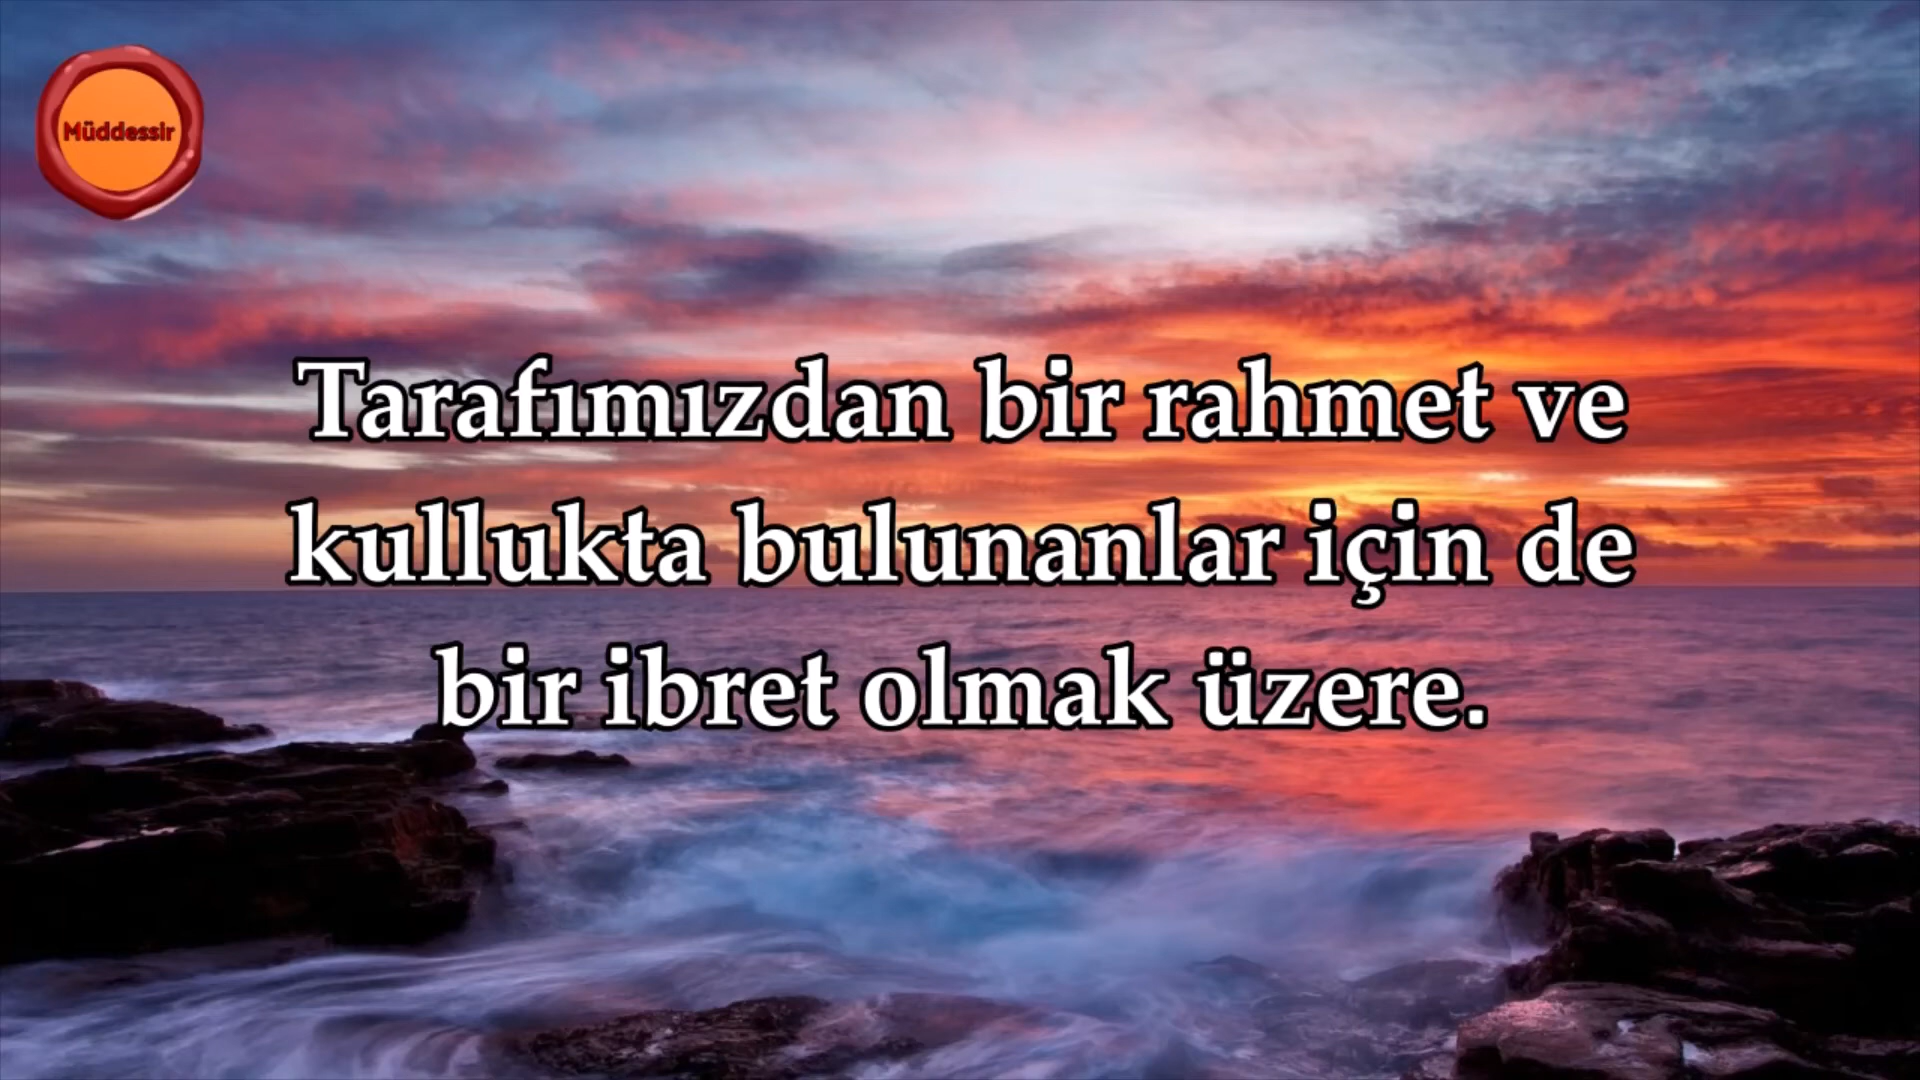 Müddessir
Tarafımızdan bir rahmet ve
kullukta bulunanlar için de
bir ibret olmak üzere.